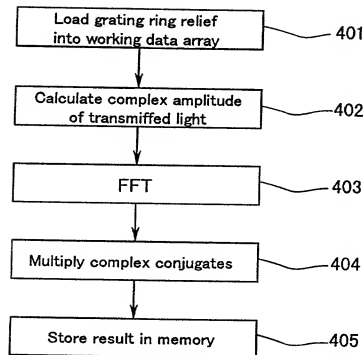 Load grating ring relief
into working data array
401
Calculate complex amplitude
of transmiffed light
402
FFT
403
Multiply complex conjugates
404
Store result in memory
405